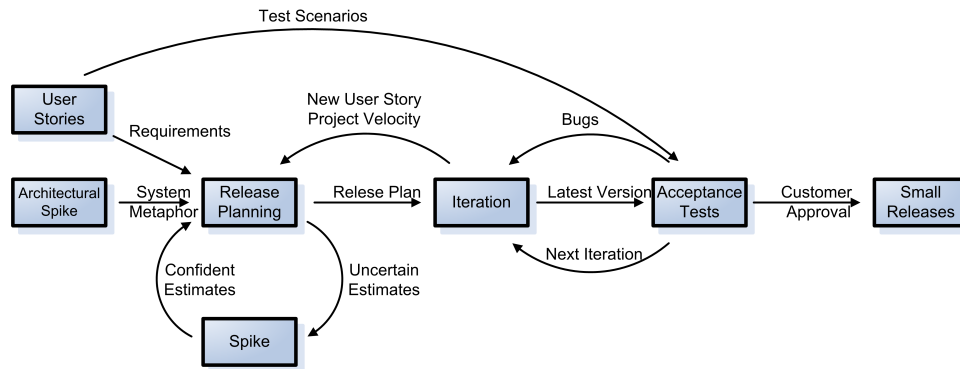 Test Scenarios
User
Stories
Requirements
New User Story
Project Velocity
Bugs
Architectural
Spike
System
Metaphor
Release
Planning
Relese Plan
Iteration
Latest Version
Acceptance
Tests
Customer
Approval
Small
Releases
Confident
Estimates
Uncertain
Estimates
Next Iteration
Spike